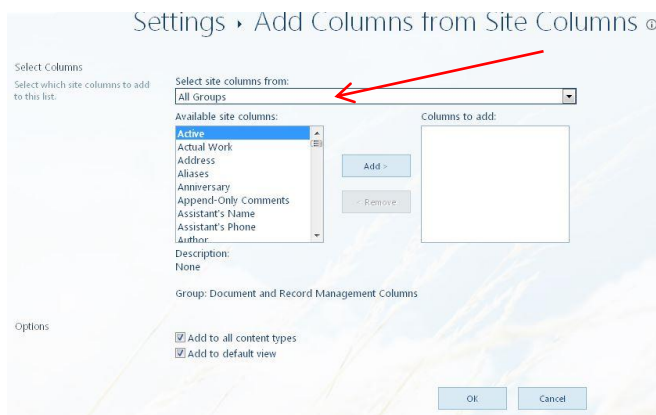 Settings › Add Columns from Site Columns
Select Columns
Select which site columns to add
to this list.
Select site columns from:
All Groups
Available site columns:
Active
Actual Work
Address
Aliases
Anniversary
Append-Only Comments
Assistant's Name
Assistant's Phone
Author
Add >
< Remove
Columns to add:
Description:
None
Group: Document and Record Management Columns
Options
Add to all content types
Add to default view
OK
Cancel